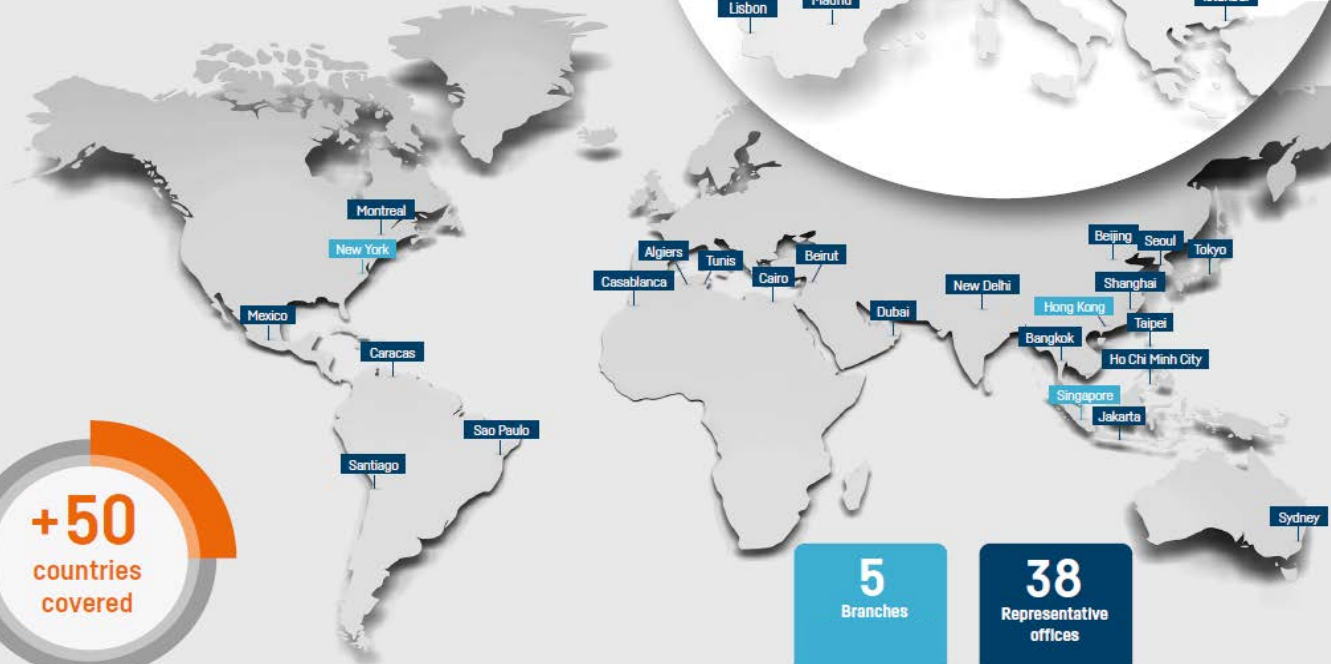 Lisbon
Madrid
Istanbul
Montreal
New York
Mexico
Caracas
Sao Paulo
Santiago
Algiers
Tunis
Casablanca
Cairo
Beirut
Dubai
New Delhi
Beijing
Seoul
Tokyo
Shanghai
Hong Kong
Taipei
Bangkok
Ho Chi Minh City
Singapore
Jakarta
Sydney
+50
countries
covered
5
Branches
38
Representative
offices